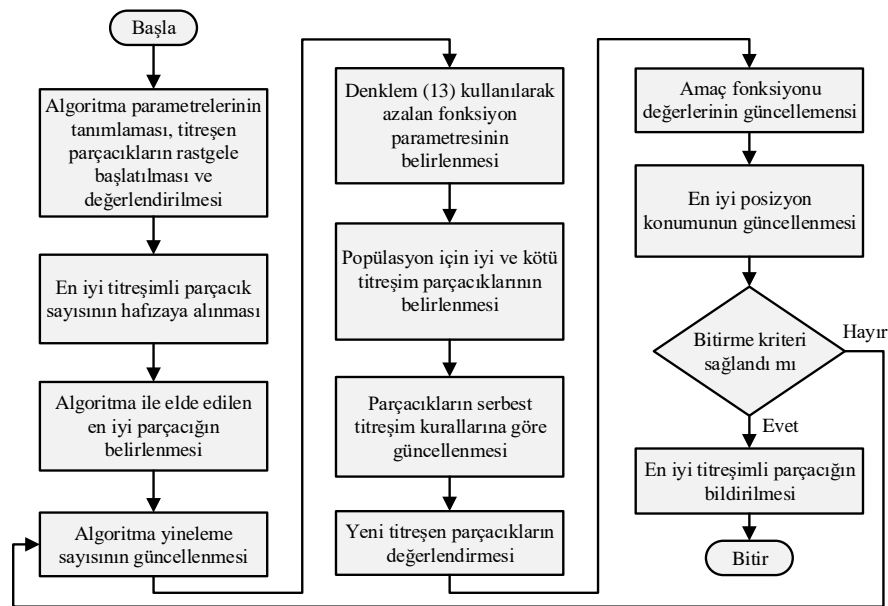 Başla
Algoritma parametrelerinin
tanımlaması, titreşen
parçacıkların rastgele
başlatılması ve
değerlendirilmesi
En iyi titreşimli parçacık
sayısının hafızaya alınması
Algoritma ile elde edilen
en iyi parçacığın
belirlenmesi
Algoritma yineleme
sayısının güncellenmesi
Denklem (13) kullanılarak
azalan fonksiyon
parametresinin
belirlenmesi
Popülasyon için iyi ve kötü
titreşim parçacıklarının
belirlenmesi
Parçacıkların serbest
titreşim kurallarına göre
güncellenmesi
Yeni titreşen parçacıkların
değerlendirmesi
Amaç fonksiyonu
değerlerinin güncellemensi
En iyi posizyon
konumunun güncellenmesi
Bitirme kriteri
sağlandı mı
Hayır
Evet
En iyi titreşimli parçacığın
bildirilmesi
Bitir